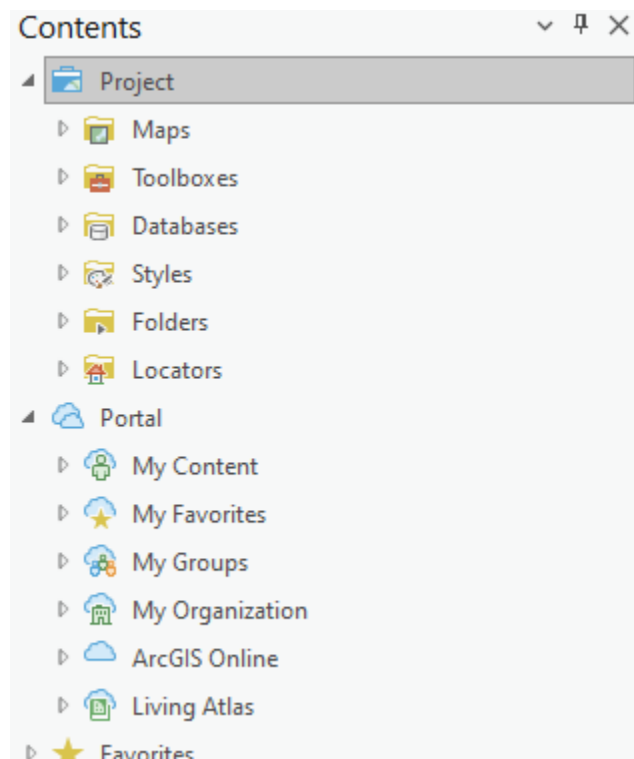 Contents
Project
Maps
Toolboxes
Databases
Styles
Folders
Locators
Portal
My Content
My Favorites
My Groups
My Organization
ArcGIS Online
Living Atlas
Favorites